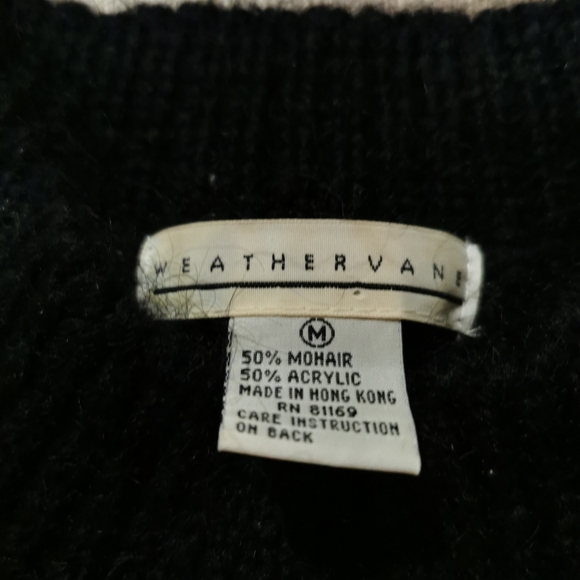 WEATHERVANE
M
50% MOHAIR
50% ACRYLIC
MADE IN HONG KONG
RN 81169
CARE INSTRUCTION
ON BACK